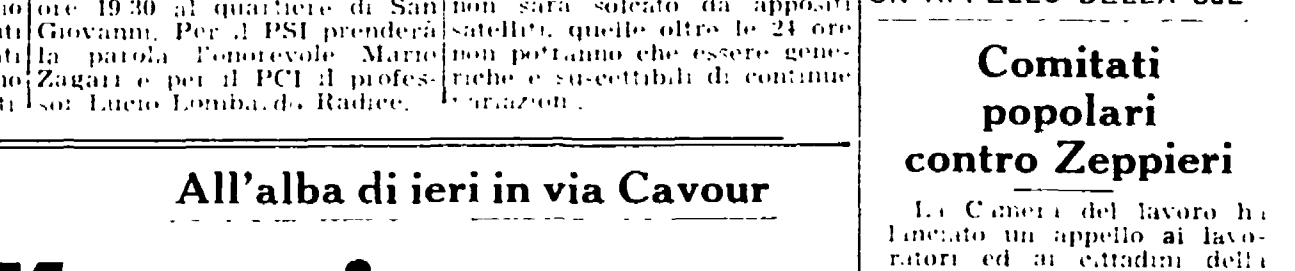 ore 19.30 al quartiere di San
Giovanni. Per il PSI prenderà
la parola l'onorevole Mario
Zagari e per il PCI il profes-
sor Lucio Lombardo Radice.
non sarà solcato da appositi
satelliti, quelle oltre le 24 ore
non potranno che essere gene-
riche e suscettibili di continue
variazioni.
All'alba di ieri in via Cavour
Comitati
popolari
contro Zeppieri
La Camera del lavoro ha
lanciato un appello ai lavo-
ratori ed ai cittadini della